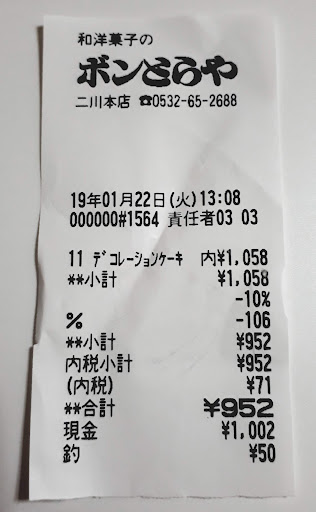 和洋菓子の
ボンとらや
二川本店 ☎0532-65-2688
19年01月22日(火)13:08
000000#1564 責任者03 03
11 ﾃﾞｺﾚｰｼｮﾝｹｰｷ 内¥1,058
**小計 ¥1,058
-10%
% -106
**小計 ¥952
内税小計 ¥952
(内税) ¥71
**合計 ¥952
現金 ¥1,002
釣 ¥50